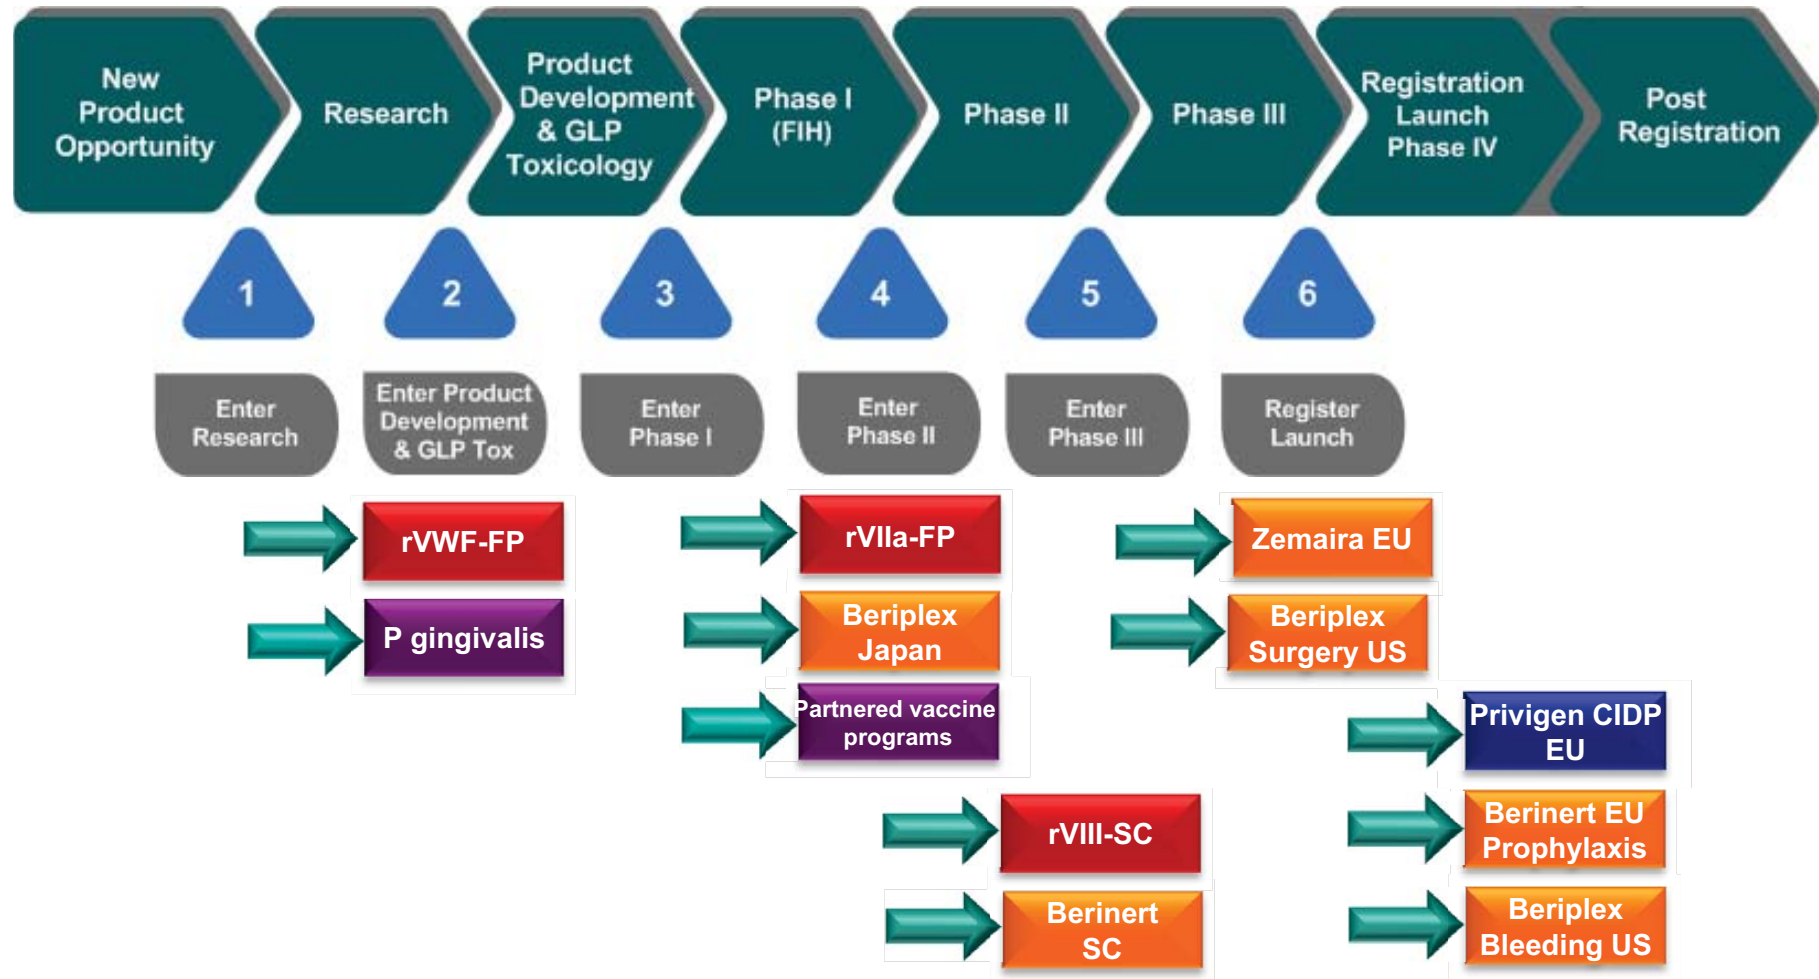 New
Product
Opportunity
Research
Product
Development
& GLP
Toxicology
Phase I
(FIH)
Phase II
Phase III
Registration
Launch
Phase IV
Post
Registration
1
2
3
4
5
6
Enter
Research
Enter Product
Development
& GLP Tox
Enter
Phase I
Enter
Phase II
Enter
Phase III
Register
Launch
rVWF-FP
P gingivalis
rVIIa-FP
Beriplex
Japan
Partnered vaccine
programs
rVIII-SC
Berinert
SC
Zemaira EU
Beriplex
Surgery US
Privigen CIDP
EU
Berinert EU
Prophylaxis
Beriplex
Bleeding US